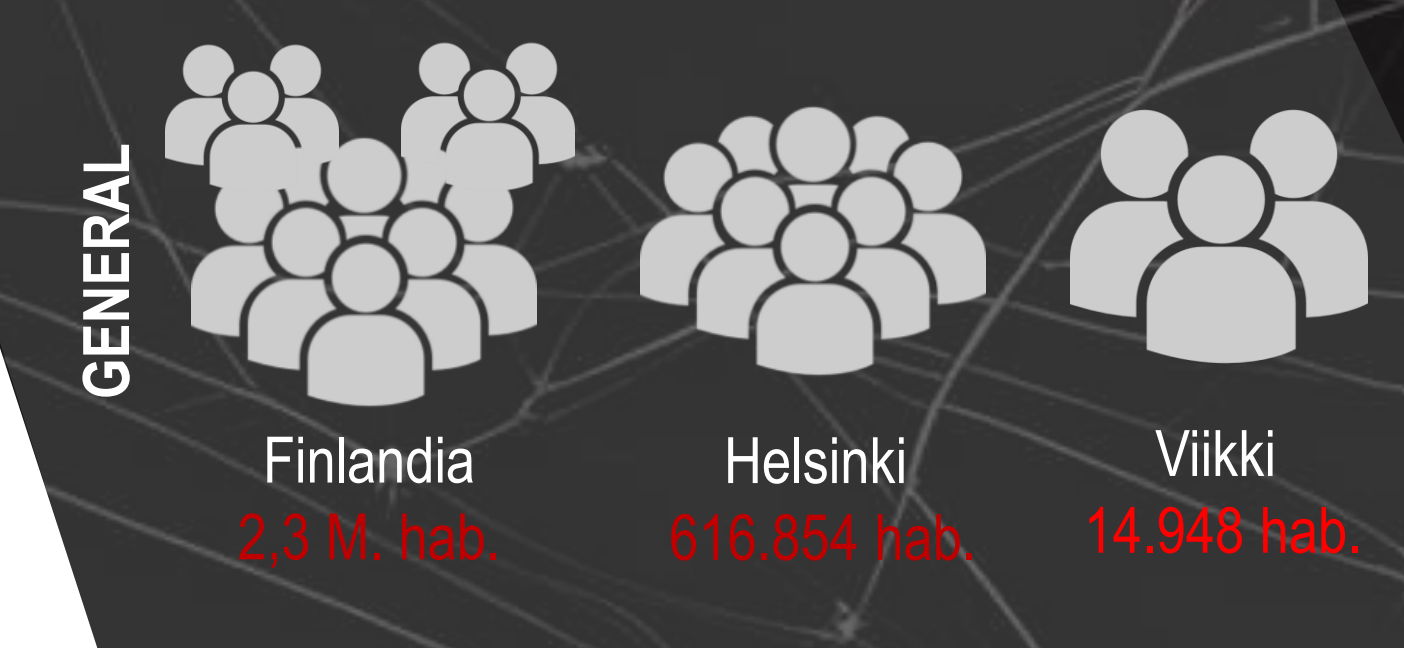 GENERAL
Finlandia
2,3 M. hab.
Helsinki
616.854 hab.
Viikki
14.948 hab.